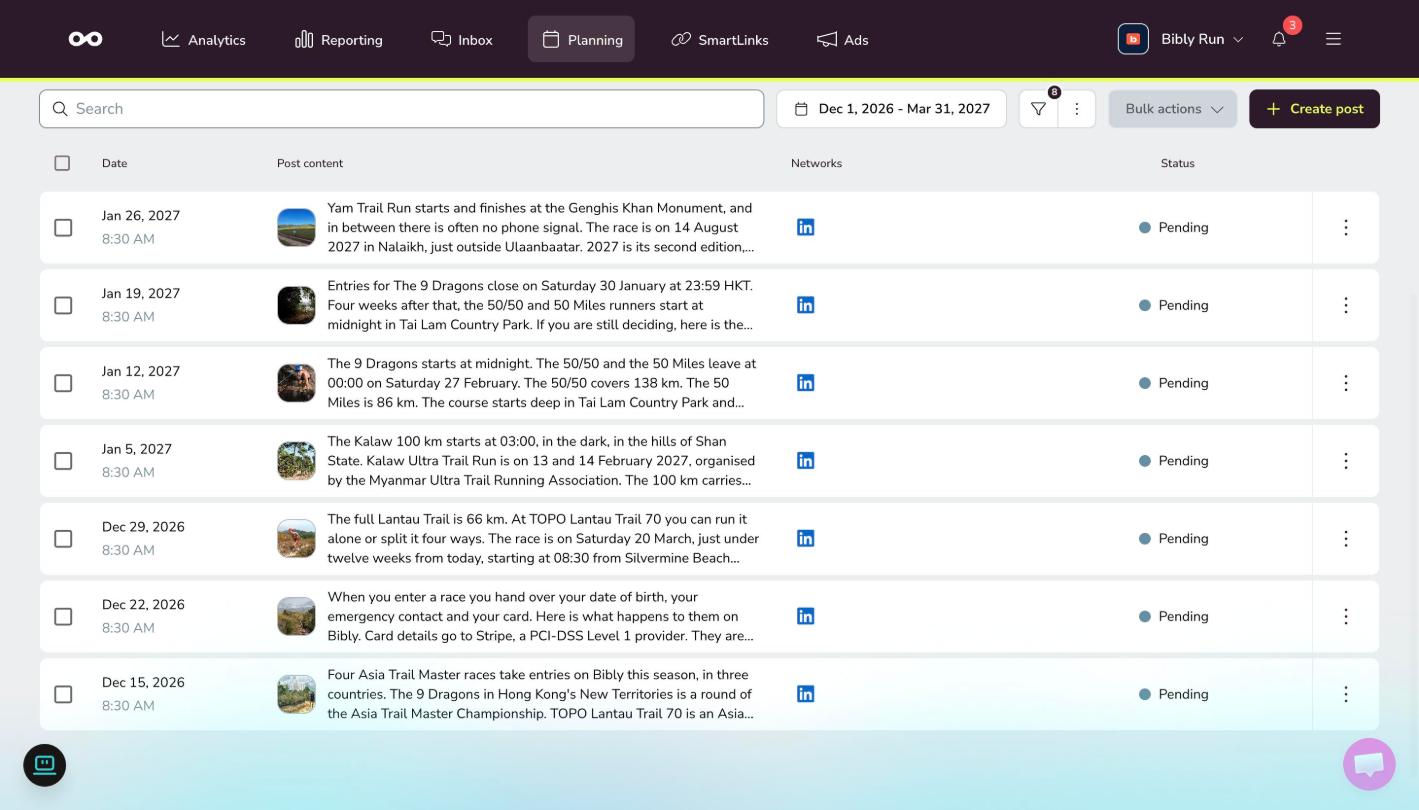 Analytics
Reporting
Inbox
Planning
SmartLinks
Ads
b
Bibly Run
3
Search
Dec 1, 2026 - Mar 31, 2027
8
Bulk actions
Create post
Date
Post content
Networks
Status
Jan 26, 2027
8:30 AM
Yam Trail Run starts and finishes at the Genghis Khan Monument, and
in between there is often no phone signal. The race is on 14 August
2027 in Nalaikh, just outside Ulaanbaatar. 2027 is its second edition,...
in
Pending
Jan 19, 2027
8:30 AM
Entries for The 9 Dragons close on Saturday 30 January at 23:59 HKT.
Four weeks after that, the 50/50 and 50 Miles runners start at
midnight in Tai Lam Country Park. If you are still deciding, here is the...
in
Pending
Jan 12, 2027
8:30 AM
The 9 Dragons starts at midnight. The 50/50 and the 50 Miles leave at
00:00 on Saturday 27 February. The 50/50 covers 138 km. The 50
Miles is 86 km. The course starts deep in Tai Lam Country Park and...
in
Pending
Jan 5, 2027
8:30 AM
The Kalaw 100 km starts at 03:00, in the dark, in the hills of Shan
State. Kalaw Ultra Trail Run is on 13 and 14 February 2027, organised
by the Myanmar Ultra Trail Running Association. The 100 km carries...
in
Pending
Dec 29, 2026
8:30 AM
The full Lantau Trail is 66 km. At TOPO Lantau Trail 70 you can run it
alone or split it four ways. The race is on Saturday 20 March, just under
twelve weeks from today, starting at 08:30 from Silvermine Beach...
in
Pending
Dec 22, 2026
8:30 AM
When you enter a race you hand over your date of birth, your
emergency contact and your card. Here is what happens to them on
Bibly. Card details go to Stripe, a PCI-DSS Level 1 provider. They are...
in
Pending
Dec 15, 2026
8:30 AM
Four Asia Trail Master races take entries on Bibly this season, in three
countries. The 9 Dragons in Hong Kong's New Territories is a round of
the Asia Trail Master Championship. TOPO Lantau Trail 70 is an Asia...
in
Pending